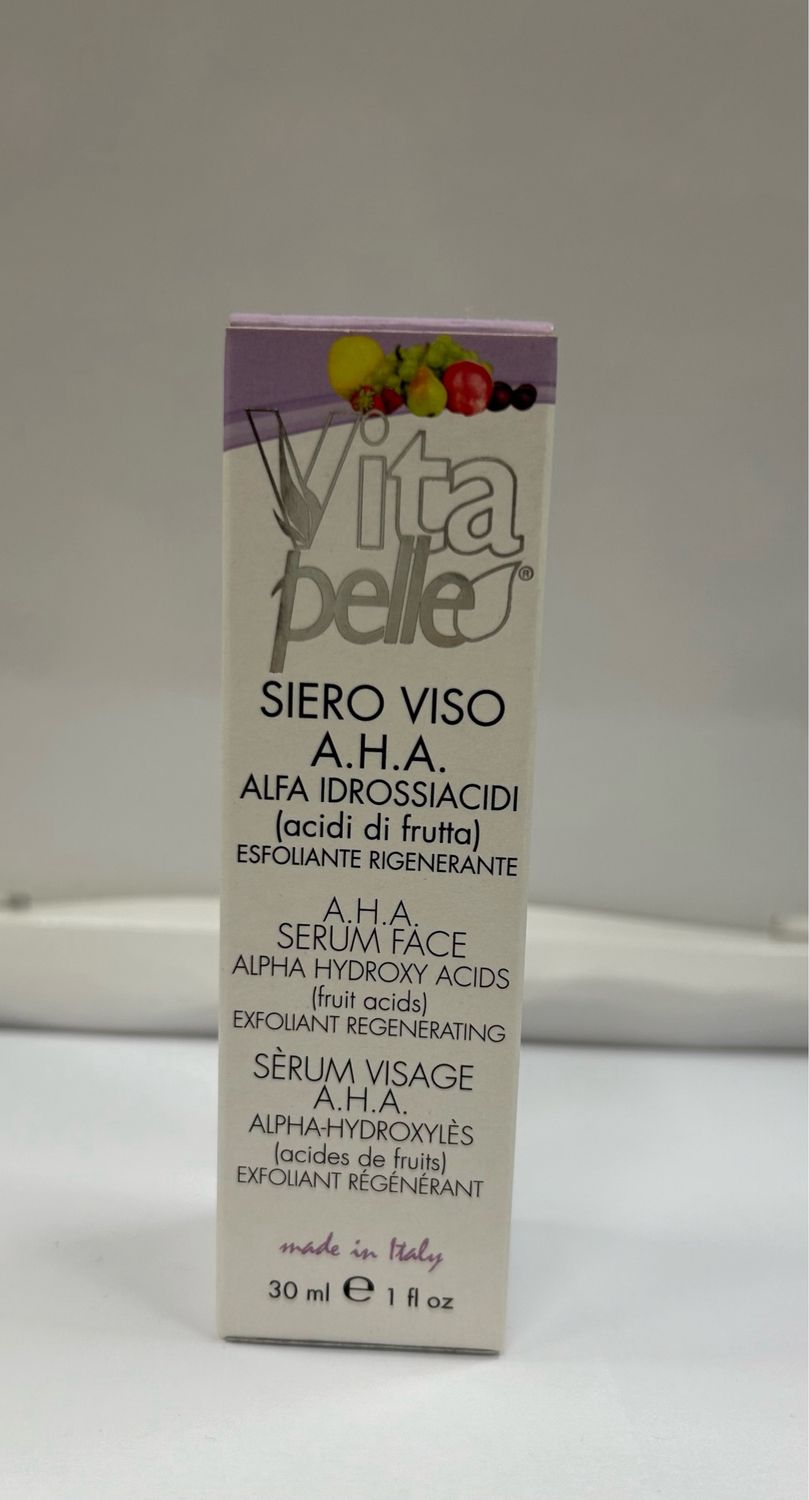 Vita
pelle®
SIERO VISO
A.H.A.
ALFA IDROSSIACIDI
(acidi di frutta)
ESFOLIANTE RIGENERANTE
A.H.A.
SERUM FACE
ALPHA HYDROXY ACIDS
(fruit acids)
EXFOLIANT REGENERATING
SÈRUM VISAGE
A.H.A.
ALPHA-HYDROXYLÈS
(acides de fruits)
EXFOLIANT RÉGÉNÉRANT
made in Italy
30 ml ℮ 1 fl oz